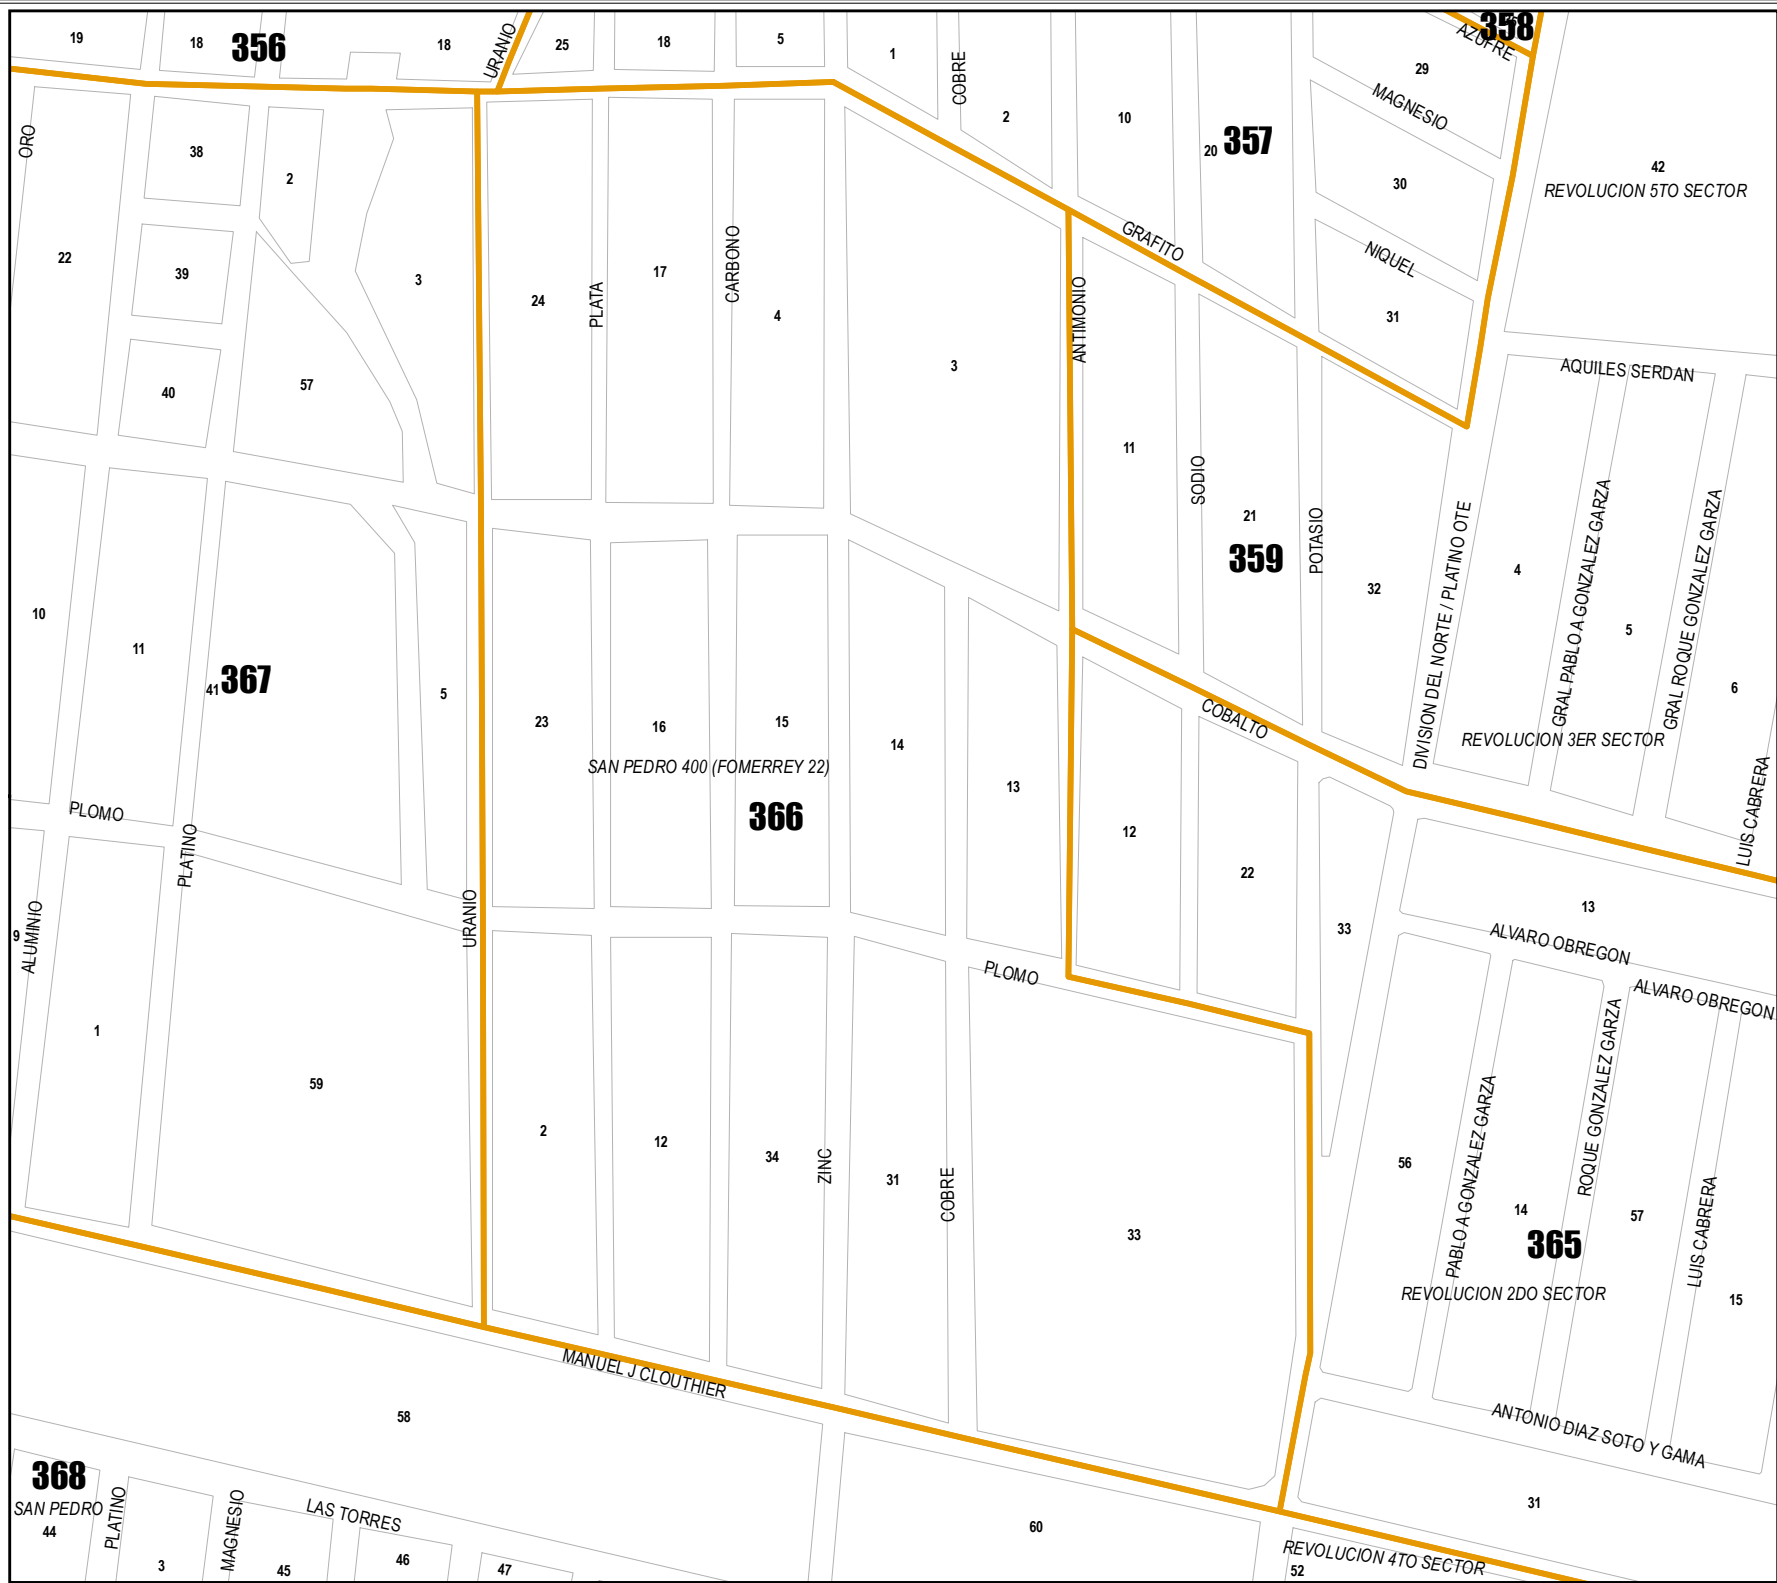 19
18
356
18
URANIO
25
18
5
1
COBRE
2
10
20
357
358
AZUFRE
29
MAGNESIO
30
NIQUEL
31
42
REVOLUCION 5TO SECTOR
ORO
38
2
22
39
3
40
57
24
PLATA
17
CARBONO
4
3
GRAFITO
ANTIMONIO
11
SODIO
21
359
POTASIO
32
AQUILES SERDAN
DIVISION DEL NORTE / PLATINO OTE
4
GRAL PABLO A GONZALEZ GARZA
5
GRAL ROQUE GONZALEZ GARZA
6
REVOLUCION 3ER SECTOR
LUIS CABRERA
10
11
41
367
5
23
16
15
SAN PEDRO 400 (FOMERREY 22)
366
14
13
COBALTO
12
22
33
PLOMO
PLATINO
URANIO
9
ALUMINIO
1
59
PLOMO
13
ALVARO OBREGON
ALVARO OBREGON
2
12
34
ZINC
31
COBRE
33
56
PABLO A GONZALEZ GARZA
14
365
ROQUE GONZALEZ GARZA
57
LUIS CABRERA
15
REVOLUCION 2DO SECTOR
MANUEL J CLOUTHIER
ANTONIO DIAZ SOTO Y GAMA
58
368
SAN PEDRO
44
PLATINO
3
MAGNESIO
45
LAS TORRES
46
47
60
31
REVOLUCION 4TO SECTOR
52